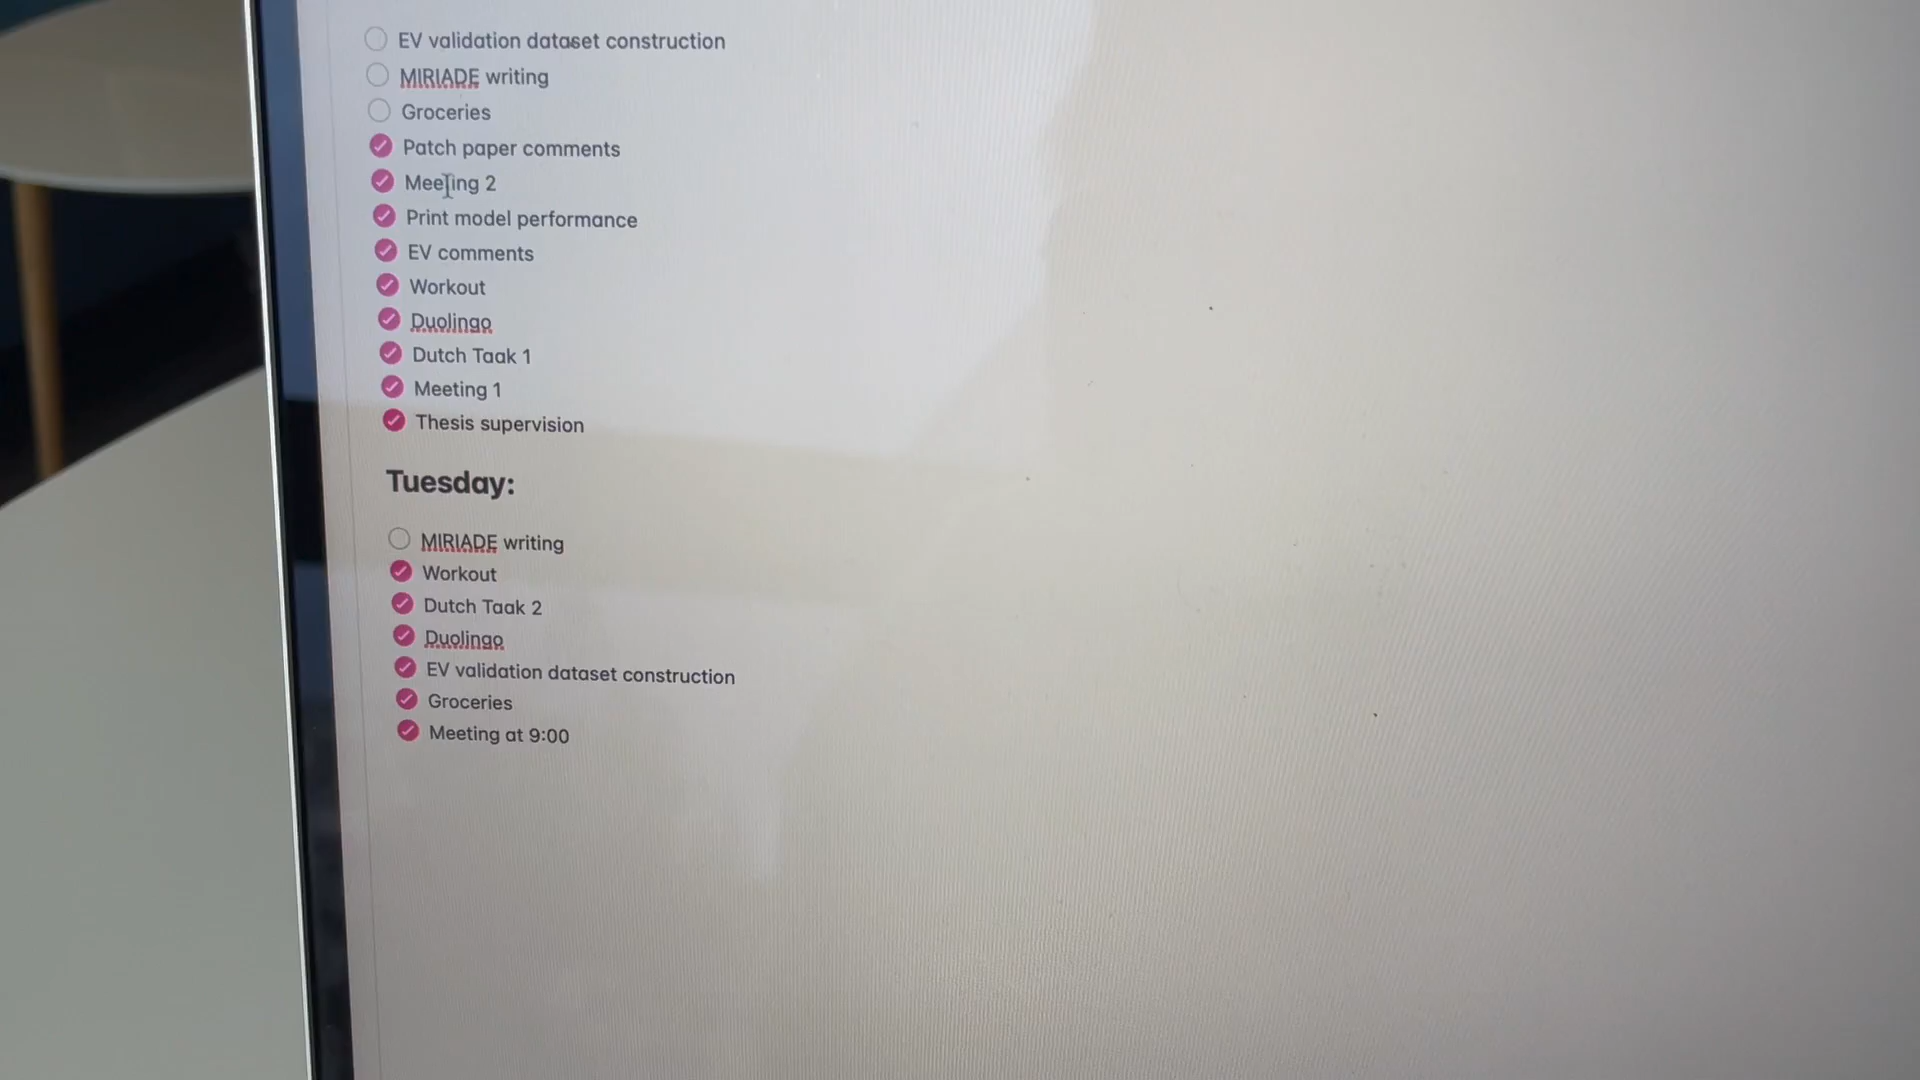 EV validation dataset construction
MIRIADE writing
Groceries
Patch paper comments
Meeting 2
Print model performance
EV comments
Workout
Duolingo
Dutch Taak 1
Meeting 1
Thesis supervision
Tuesday:
MIRIADE writing
Workout
Dutch Taak 2
Duolingo
EV validation dataset construction
Groceries
Meeting at 9:00